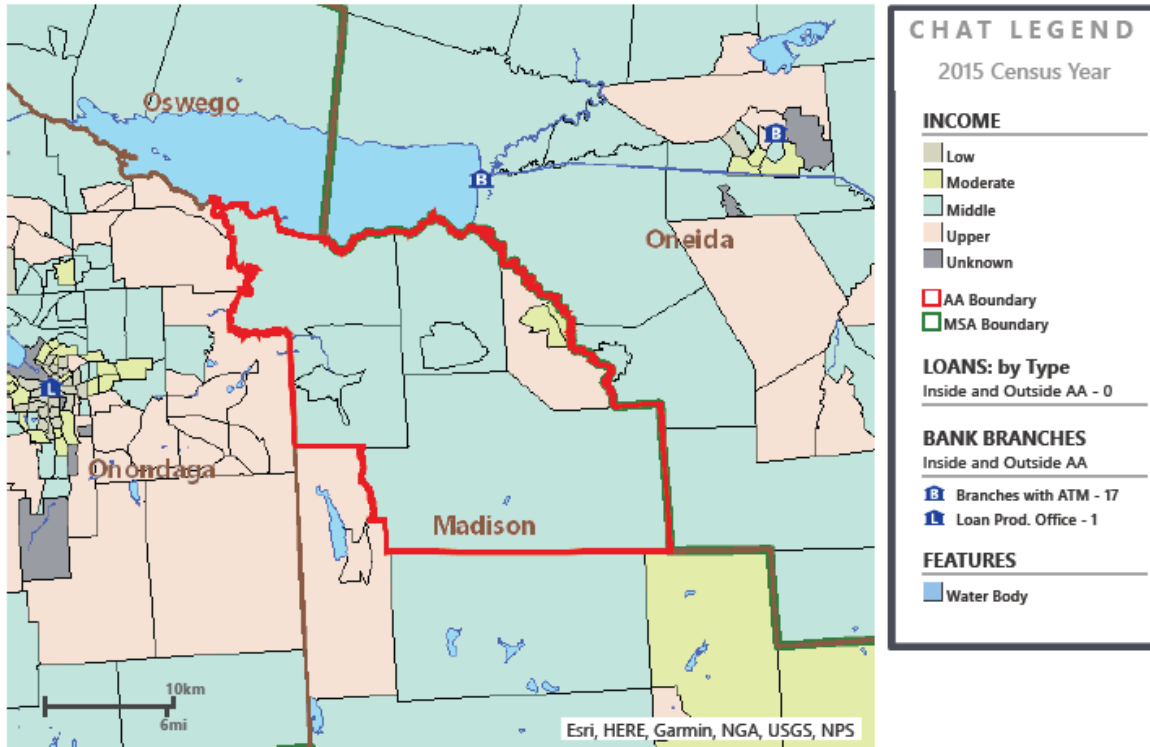 Oswego
Oneida
Onondaga
Madison
B
B
L
10km
6mi
Esri, HERE, Garmin, NGA, USGS, NPS
CHAT LEGEND
2015 Census Year
INCOME
Low
Moderate
Middle
Upper
Unknown
AA Boundary
MSA Boundary
LOANS: by Type
Inside and Outside AA - 0
BANK BRANCHES
Inside and Outside AA
B Branches with ATM - 17
L Loan Prod. Office - 1
FEATURES
Water Body